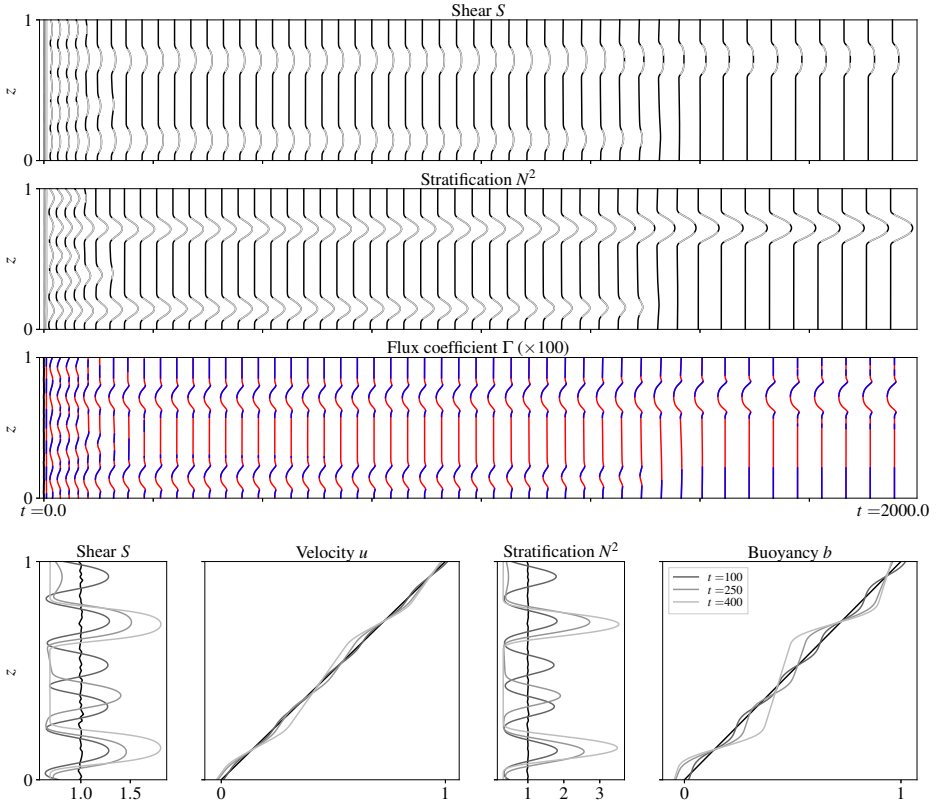 Shear S
1
z
0
Stratification N²
1
z
0
Flux coefficient Γ (×100)
1
z
0
t =0.0
t =2000.0
Shear S
Velocity u
Stratification N²
Buoyancy b
1
z
0
t =100
t =250
t =400
1.0
1.5
0
1
1
2
3
0
1